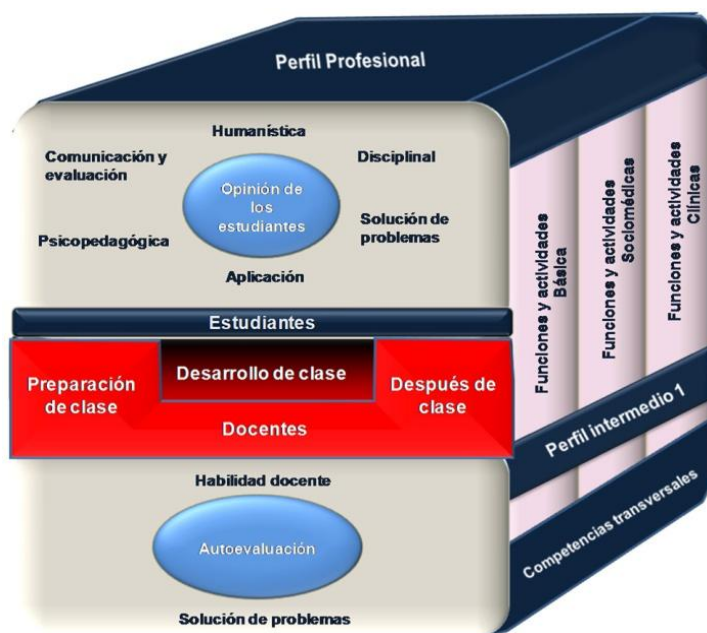 Perfil Profesional
Humanística
Comunicación y
evaluación
Disciplinal
Opinión de
los
estudiantes
Psicopedagógica
Solución de
problemas
Aplicación
Estudiantes
Preparación
de clase
Desarrollo de clase
Después de
clase
Docentes
Habilidad docente
Autoevaluación
Solución de problemas
Funciones y actividades
Básica
Funciones y actividades
Sociomédicas
Funciones y actividades
Clínicas
Perfil intermedio 1
Competencias transversales